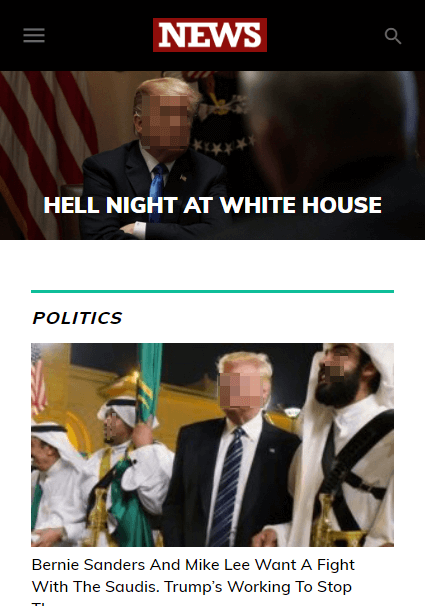 NEWS
HELL NIGHT AT WHITE HOUSE
POLITICS
Bernie Sanders And Mike Lee Want A Fight
With The Saudis. Trump's Working To Stop